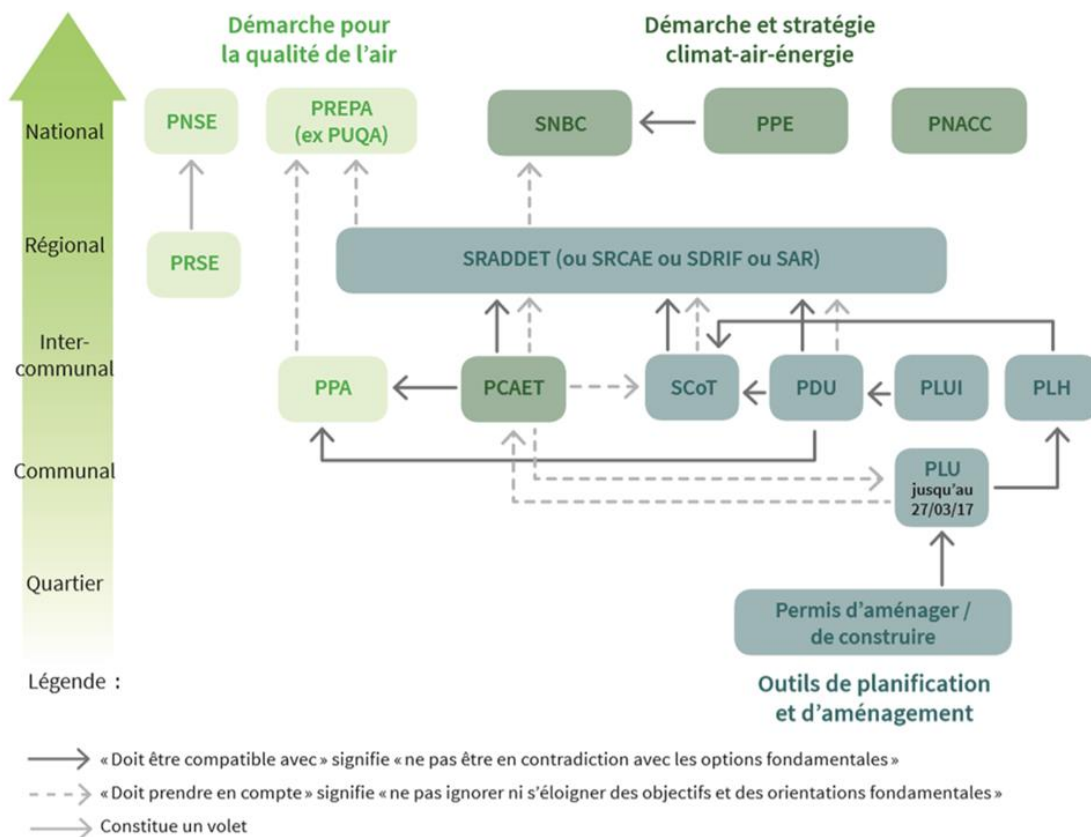 Démarche pour
la qualité de l'air
Démarche et stratégie
climat-air-énergie
National
PNSE
PREPA
(ex PUQA)
SNBC
PPE
PNACC
Régional
PRSE
SRADDET (ou SRCAE ou SDRIF ou SAR)
Inter-
communal
PPA
PCAET
SCoT
PDU
PLUI
PLH
Communal
PLU
jusqu'au
27/03/17
Quartier
Permis d'aménager /
de construire
Légende :
Outils de planification
et d'aménagement
« Doit être compatible avec » signifie « ne pas être en contradiction avec les options fondamentales »
« Doit prendre en compte » signifie « ne pas ignorer ni s'éloigner des objectifs et des orientations fondamentales »
Constitue un volet